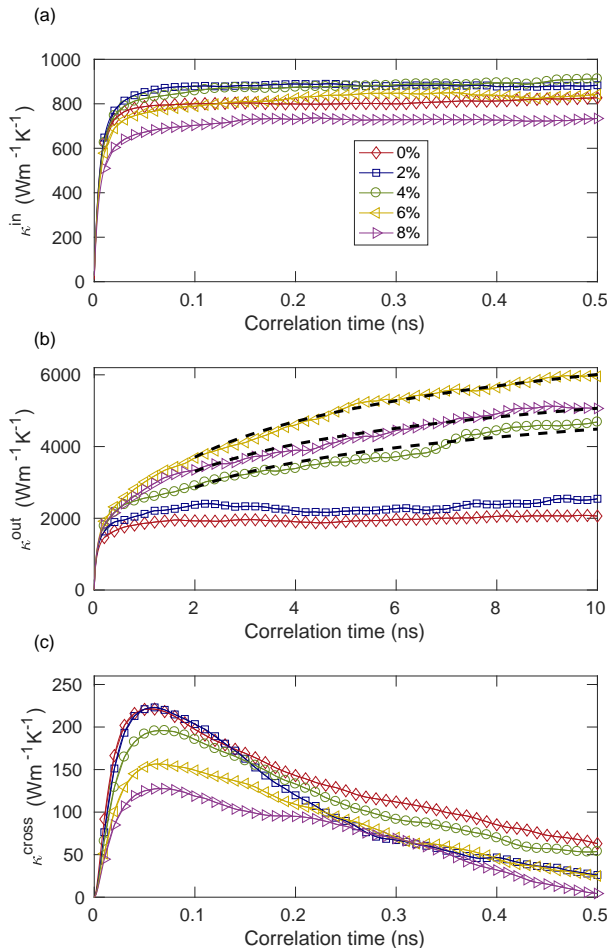 (a)
1000
800
600
400
200
0
κ^in (Wm^-1K^-1)
0%
2%
4%
6%
8%
0 0.1 0.2 0.3 0.4 0.5
Correlation time (ns)
(b)
6000
4000
2000
0
κ^out (Wm^-1K^-1)
0 2 4 6 8 10
Correlation time (ns)
(c)
250
200
150
100
50
0
κ^cross (Wm^-1K^-1)
0 0.1 0.2 0.3 0.4 0.5
Correlation time (ns)